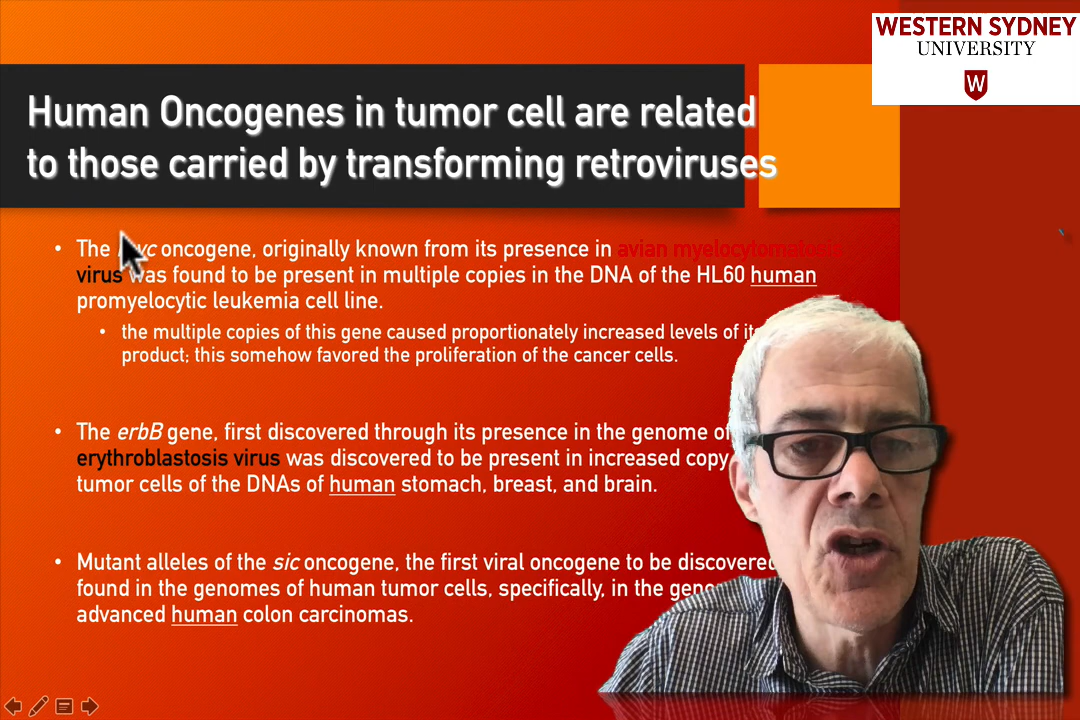 WESTERN SYDNEY
UNIVERSITY
W
Human Oncogenes in tumor cell are related
to those carried by transforming retroviruses
• The oncogene, originally known from its presence in avian myelocytomatosis
virus was found to be present in multiple copies in the DNA of the HL60 human
promyelocytic leukemia cell line.
• the multiple copies of this gene caused proportionately increased levels of
product; this somehow favored the proliferation of the cancer cells.
• The erbB gene, first discovered through its presence in the genome of
erythroblastosis virus was discovered to be present in increased copy
tumor cells of the DNAs of human stomach, breast, and brain.
• Mutant alleles of the sic oncogene, the first viral oncogene to be discovered
found in the genomes of human tumor cells, specifically, in the
advanced human colon carcinomas.